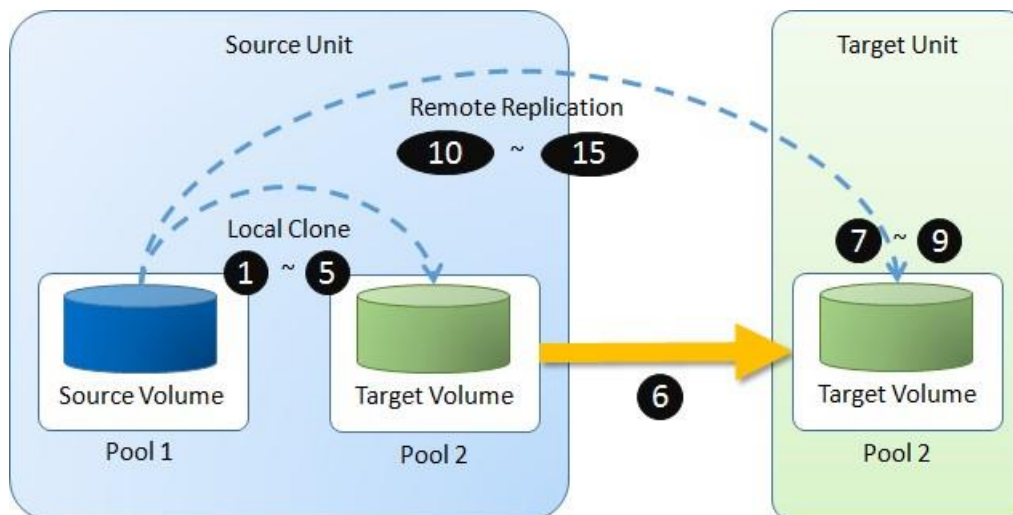 Source Unit
Target Unit
Remote Replication
10 ~ 15
Local Clone
1 ~ 5
7 ~ 9
Source Volume
Target Volume
6
Target Volume
Pool 1
Pool 2
Pool 2